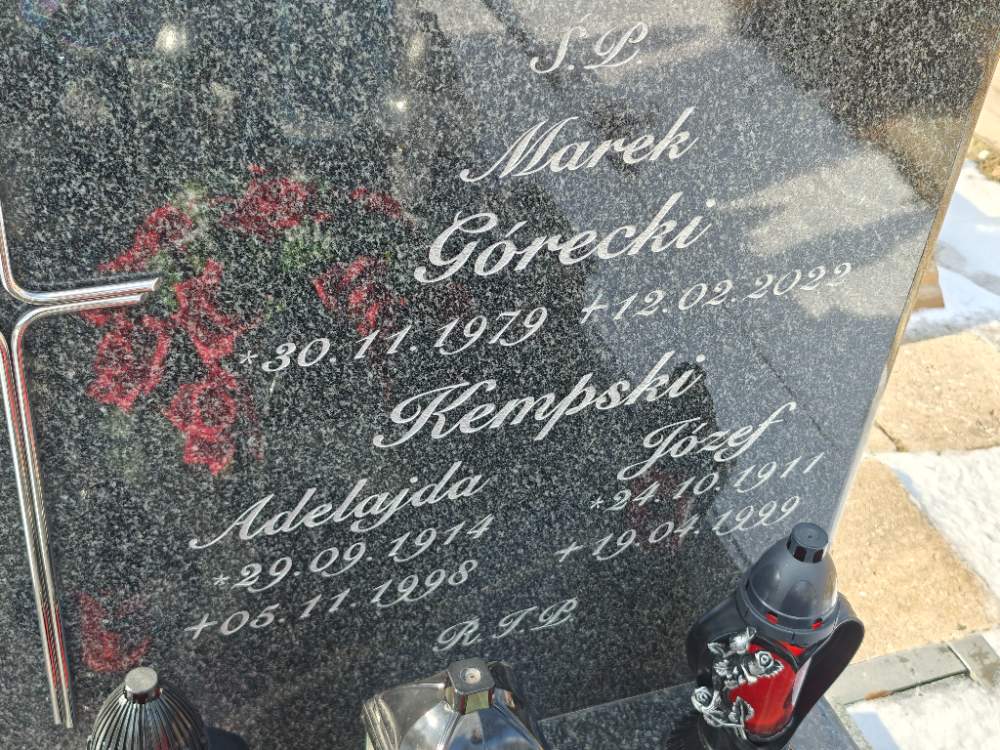 Ś.P.
Marek
Górecki
*30.11.1979 +12.02.2022
Kempski
Adelajda Józef
*29.09.1914 *24.10.1911
+05.11.1998 +19.04.1999
R.I.P.